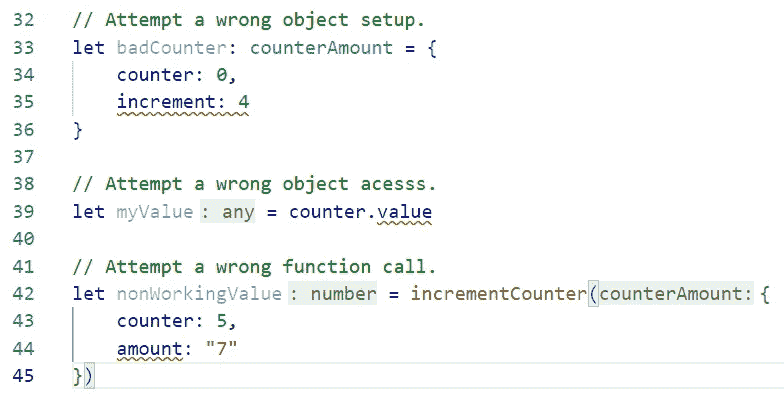 32 // Attempt a wrong object setup.
33 let badCounter: counterAmount = {
34     counter: 0,
35     increment: 4
36 }
37
38 // Attempt a wrong object acesss.
39 let myValue : any = counter.value
40
41 // Attempt a wrong function call.
42 let nonWorkingValue : number = incrementCounter(counterAmount: {
43     counter: 5,
44     amount: "7"
45 })